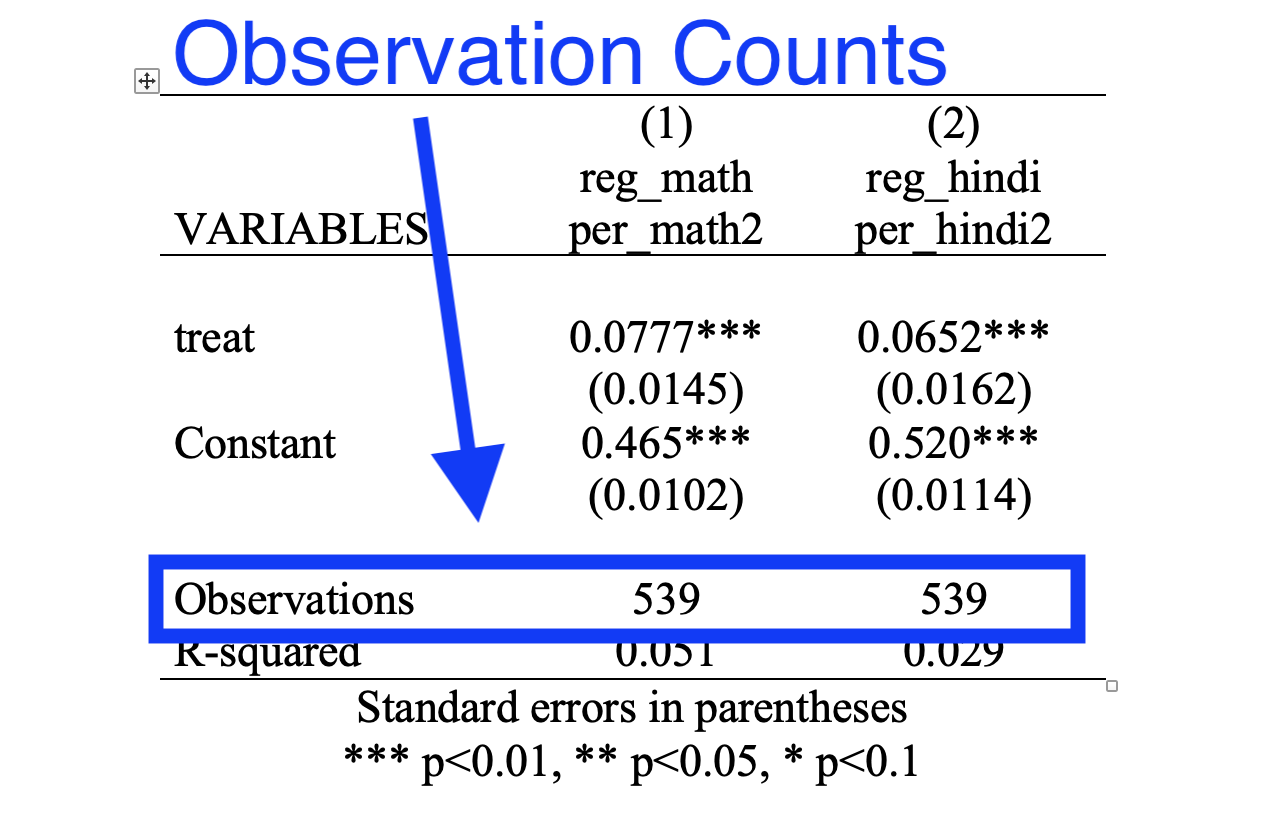 Observation Counts
(1) (2)
reg_math reg_hindi
VARIABLES per_math2 per_hindi2
treat 0.0777*** 0.0652***
(0.0145) (0.0162)
Constant 0.465*** 0.520***
(0.0102) (0.0114)
Observations 539 539
R-squared 0.051 0.029
Standard errors in parentheses
*** p<0.01, ** p<0.05, * p<0.1